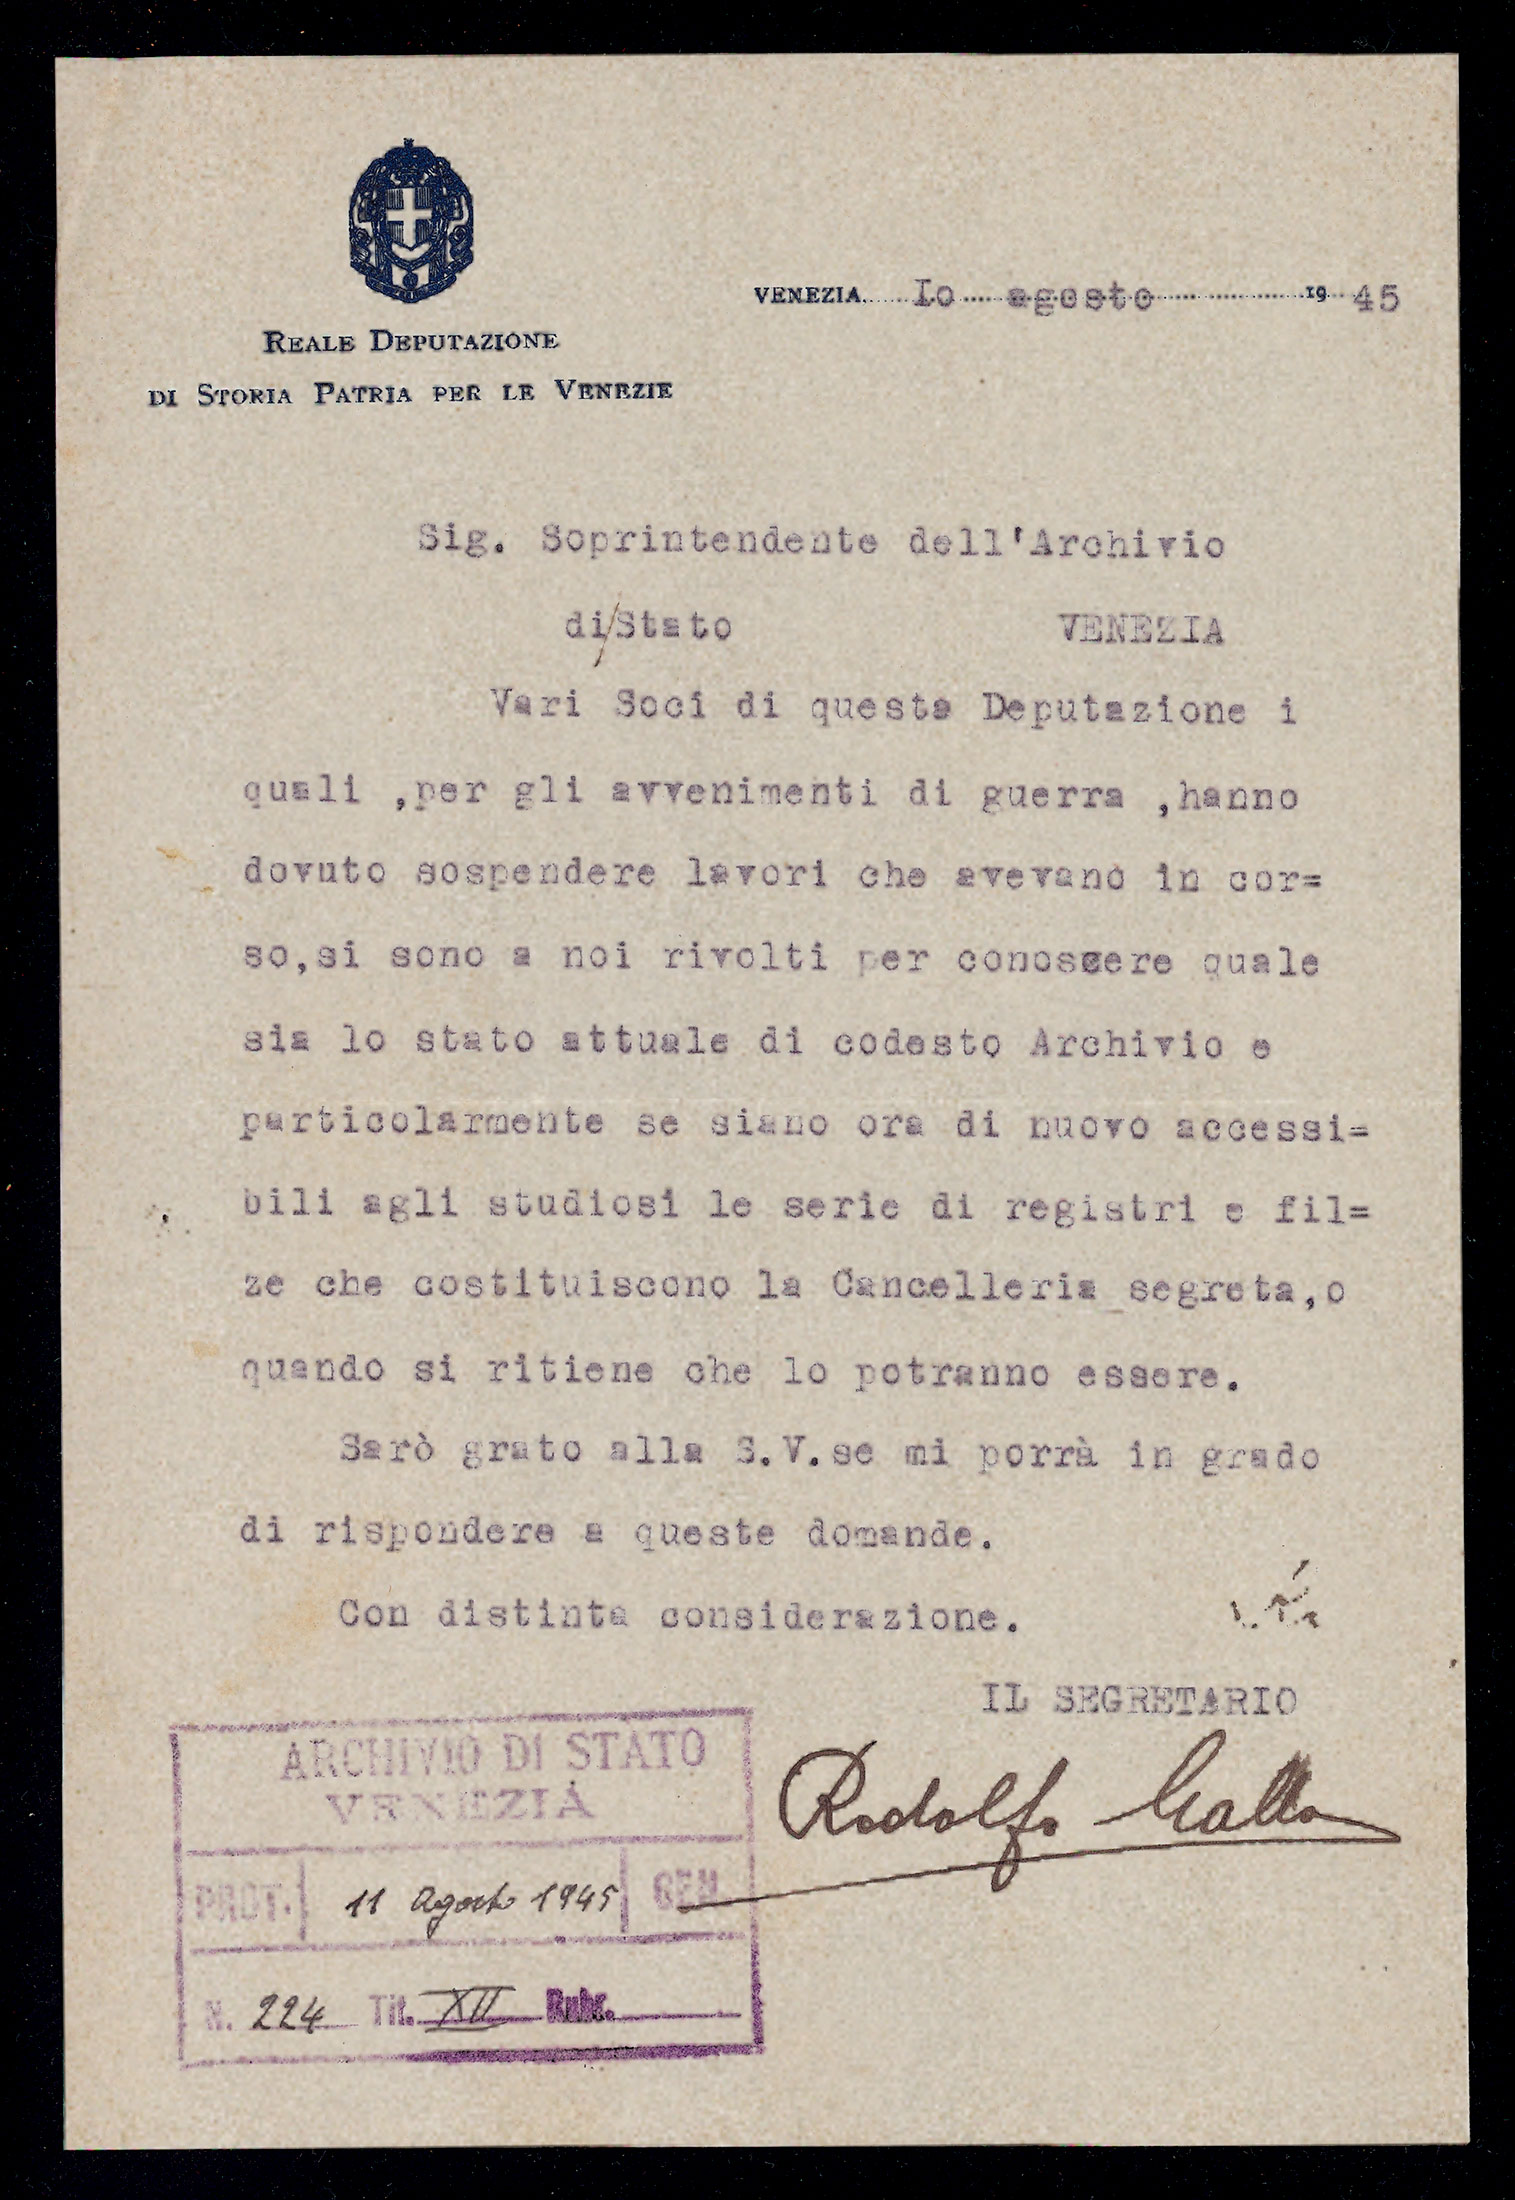 VENEZIA Io agosto 19 45
REALE DEPUTAZIONE
DI STORIA PATRIA PER LE VENEZIE
Sig. Soprintendente dell'Archivio
di/Stato VENEZIA
Vari Soci di questa Deputazione i
quali ,per gli avvenimenti di guerra ,hanno
dovuto sospendere lavori che avevano in cor=
so,si sono a noi rivolti per conoscere quale
sia lo stato attuale di codesto Archivio e
particolarmente se siano ora di nuovo accessi=
bili agli studiosi le serie di registri e fil=
ze che costituiscono la Cancelleria segreta,o
quando si ritiene che lo potranno essere.
Sarò grato alla S.V.se mi porrà in grado
di rispondere a queste domande.
Con distinta considerazione.
IL SEGRETARIO
Rodolfo Gallo
ARCHIVIO DI STATO
VENEZIA
PROT. 11 Agosto 1945 GEN
N. 224 Tit. XII Rubr.